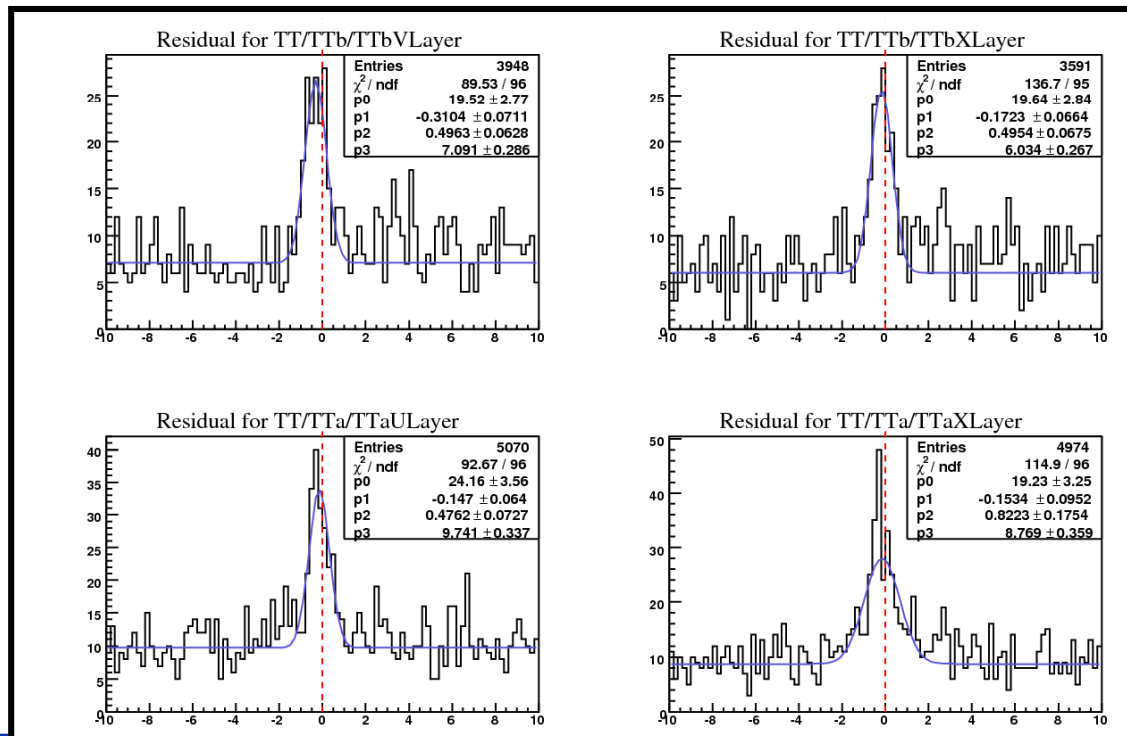 Residual for TT/TTb/TTbVLayer
Entries 3948
χ²/ ndf 89.53 / 96
p0 19.52 ± 2.77
p1 -0.3104 ± 0.0711
p2 0.4963 ± 0.0628
p3 7.091 ± 0.286
25
20
15
10
5
0
-10 -8 -6 -4 -2 0 2 4 6 8 10
Residual for TT/TTb/TTbXLayer
Entries 3591
χ²/ ndf 136.7 / 95
p0 19.64 ± 2.84
p1 -0.1723 ± 0.0664
p2 0.4954 ± 0.0675
p3 6.034 ± 0.267
25
20
15
10
5
0
-10 -8 -6 -4 -2 0 2 4 6 8 10
Residual for TT/TTa/TTaULayer
Entries 5070
χ²/ ndf 92.67 / 96
p0 24.16 ± 3.56
p1 -0.147 ± 0.064
p2 0.4762 ± 0.0727
p3 9.741 ± 0.337
40
35
30
25
20
15
10
5
0
-10 -8 -6 -4 -2 0 2 4 6 8 10
Residual for TT/TTa/TTaXLayer
Entries 4974
χ²/ ndf 114.9 / 96
p0 19.23 ± 3.25
p1 -0.1534 ± 0.0952
p2 0.8223 ± 0.1754
p3 8.769 ± 0.359
50
40
30
20
10
0
-10 -8 -6 -4 -2 0 2 4 6 8 10